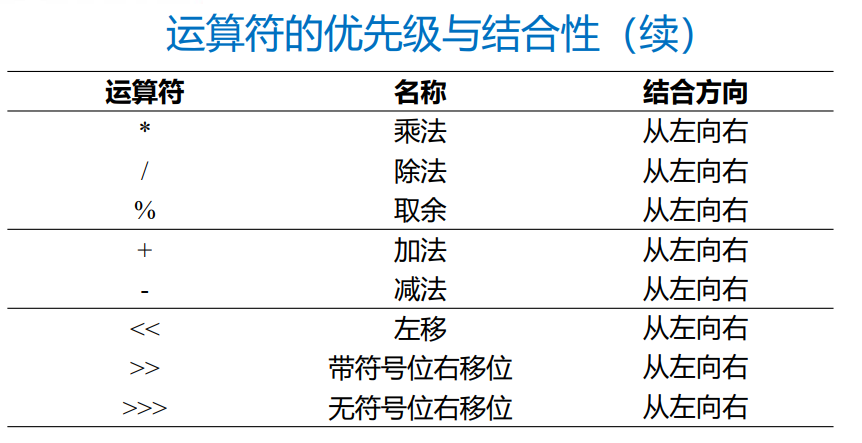 运算符的优先级与结合性（续）
运算符 名称 结合方向
* 乘法 从左向右
/ 除法 从左向右
% 取余 从左向右
+ 加法 从左向右
- 减法 从左向右
<< 左移 从左向右
>> 带符号位右移位 从左向右
>>> 无符号位右移位 从左向右